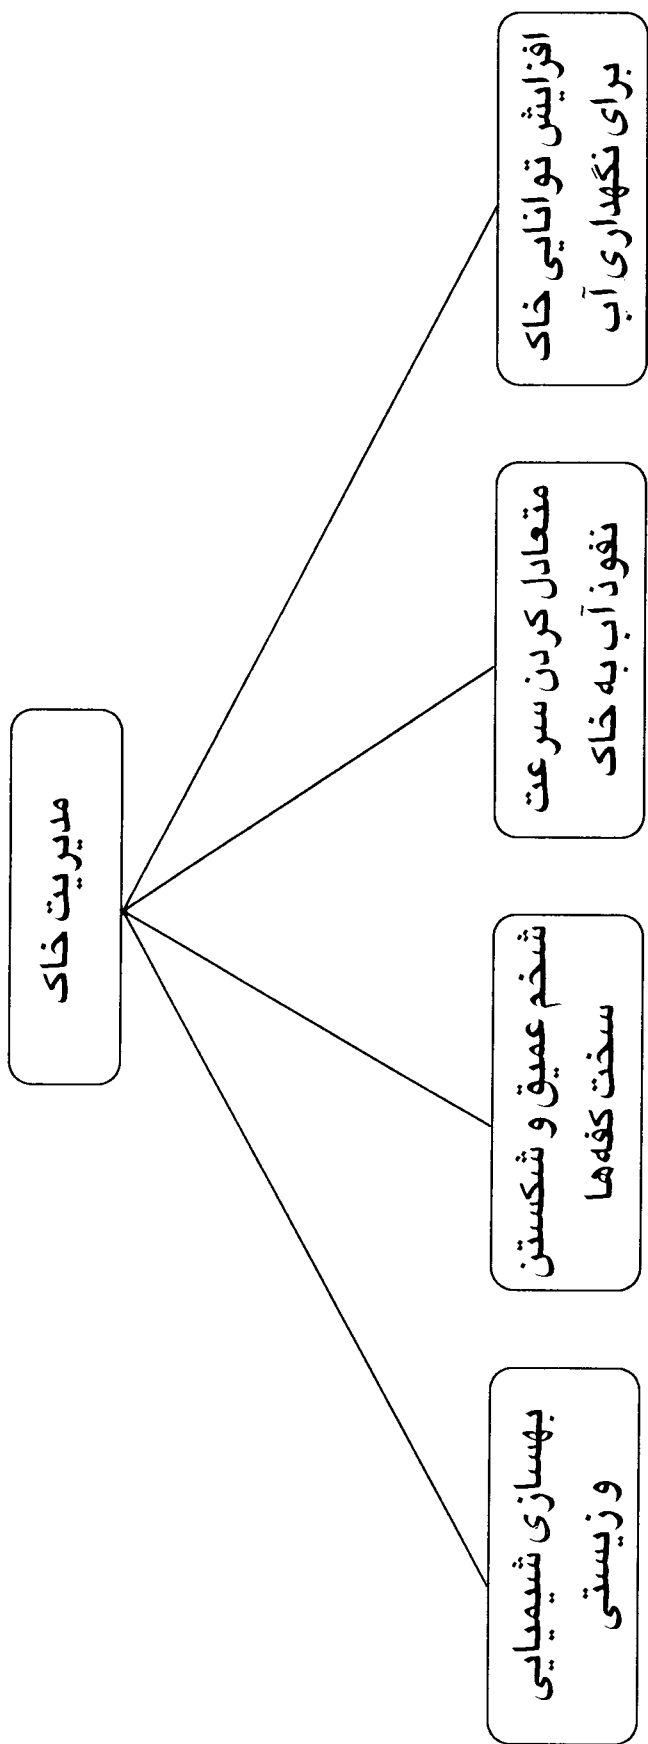 مدیریت خاک
افزایش توانایی خاک
برای نگهداری آب
متعادل کردن سرعت
نفوذ آب به خاک
شخم عمیق و شکستن
سخت کفه‌ها
بهسازی شیمیایی
و زیستی